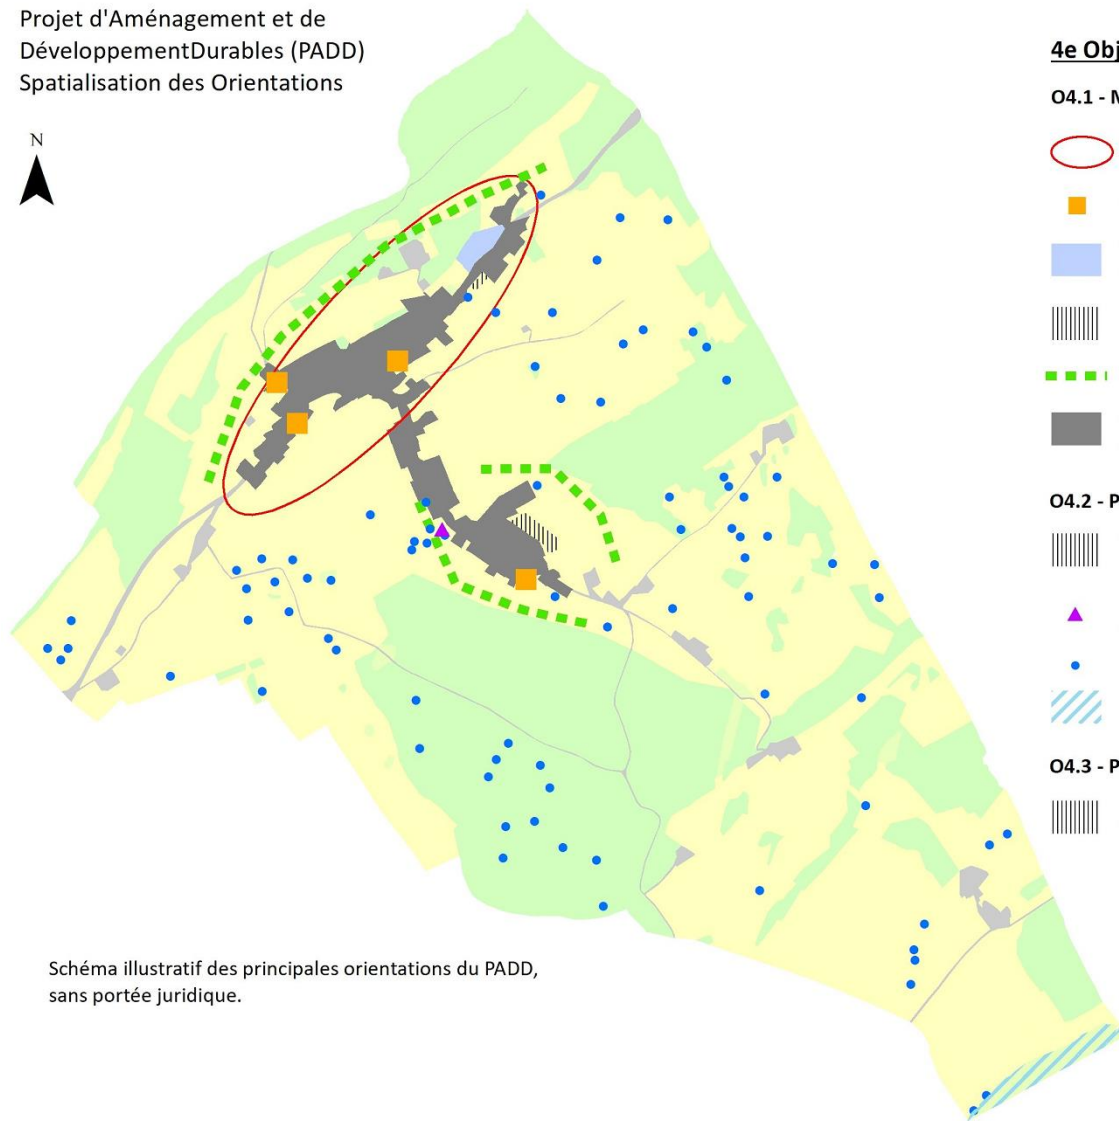 Projet d'Aménagement et de
DéveloppementDurables (PADD)
Spatialisation des Orientations
N
4e Obj
O4.1 - N
O4.2 - P
O4.3 - P
Schéma illustratif des principales orientations du PADD,
sans portée juridique.